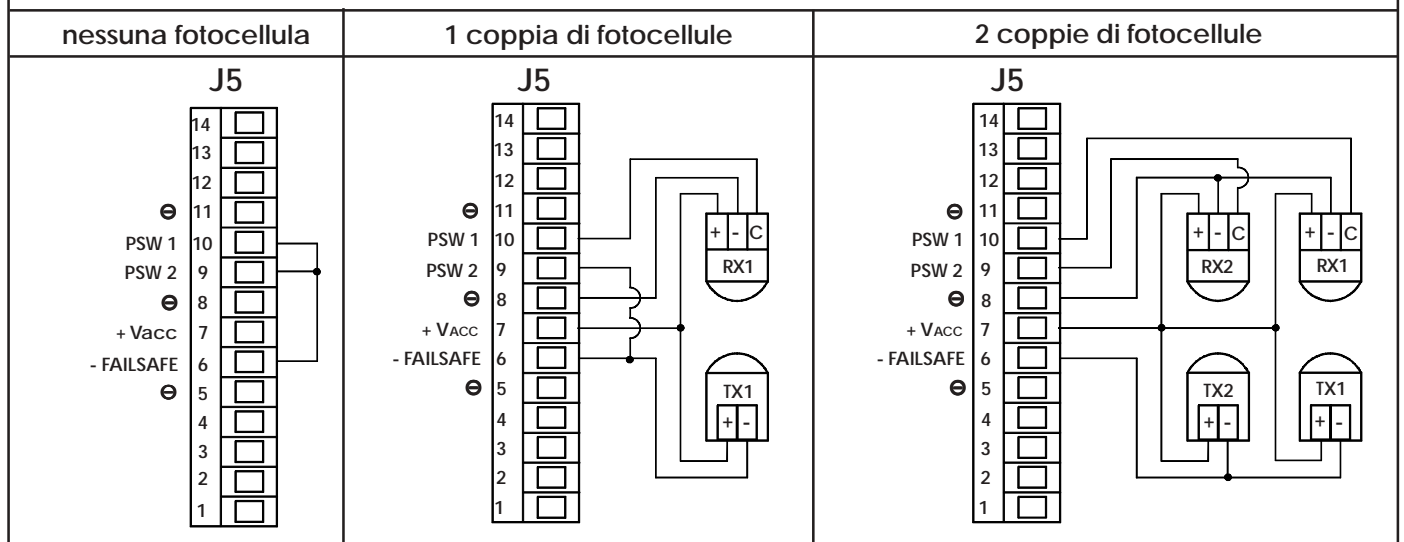 nessuna fotocellula
J5
14
13
12
⊖ 11
PSW 1 10
PSW 2 9
⊖ 8
+ Vacc 7
- FAILSAFE 6
⊖ 5
4
3
2
1
1 coppia di fotocellule
J5
14
13
12
⊖ 11
PSW 1 10
PSW 2 9
⊖ 8
+ VACC 7
- FAILSAFE 6
⊖ 5
4
3
2
1
+ - C
RX1
TX1
+ -
2 coppie di fotocellule
J5
14
13
12
⊖ 11
PSW 1 10
PSW 2 9
⊖ 8
+ VACC 7
- FAILSAFE 6
⊖ 5
4
3
2
1
+ - C
RX2
+ - C
RX1
TX2
+ -
TX1
+ -